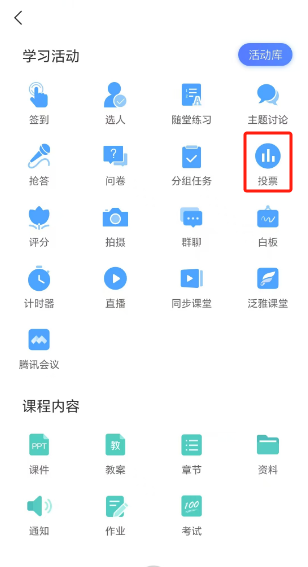 学习活动 活动库
签到 选人 随堂练习 主题讨论
抢答 问卷 分组任务 投票
评分 拍摄 群聊 白板
计时器 直播 同步课堂 泛雅课堂
腾讯会议
课程内容
PPT 教
课件 教案 章节 资料
100
通知 作业 考试